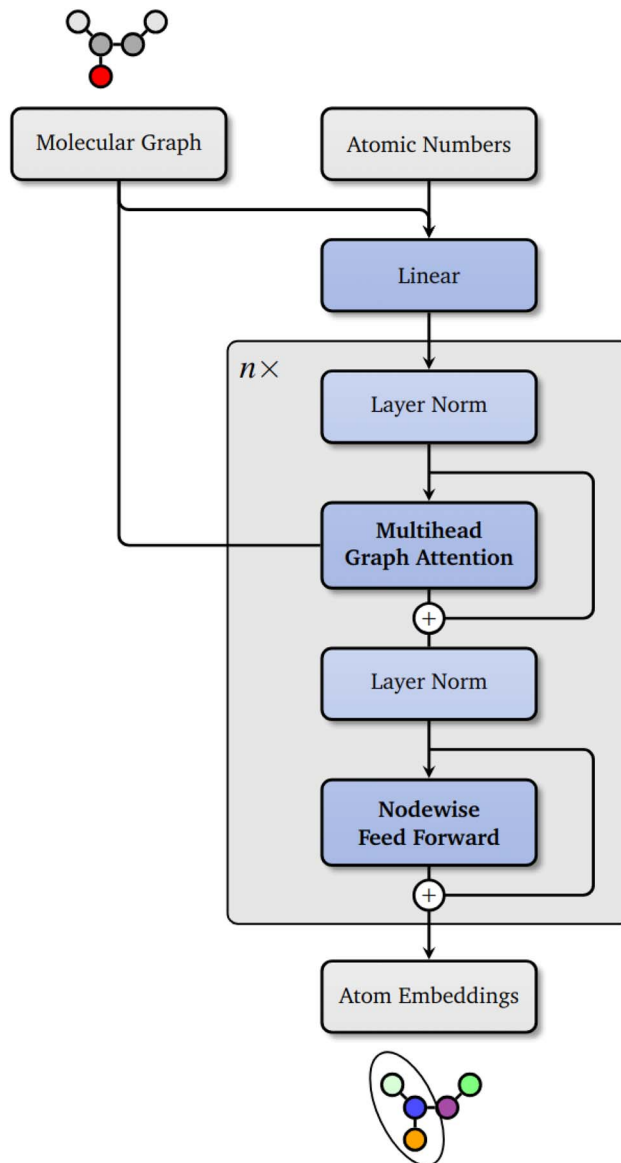 Molecular Graph
Atomic Numbers
Linear
n×
Layer Norm
Multihead
Graph Attention
+
Layer Norm
Nodewise
Feed Forward
+
Atom Embeddings